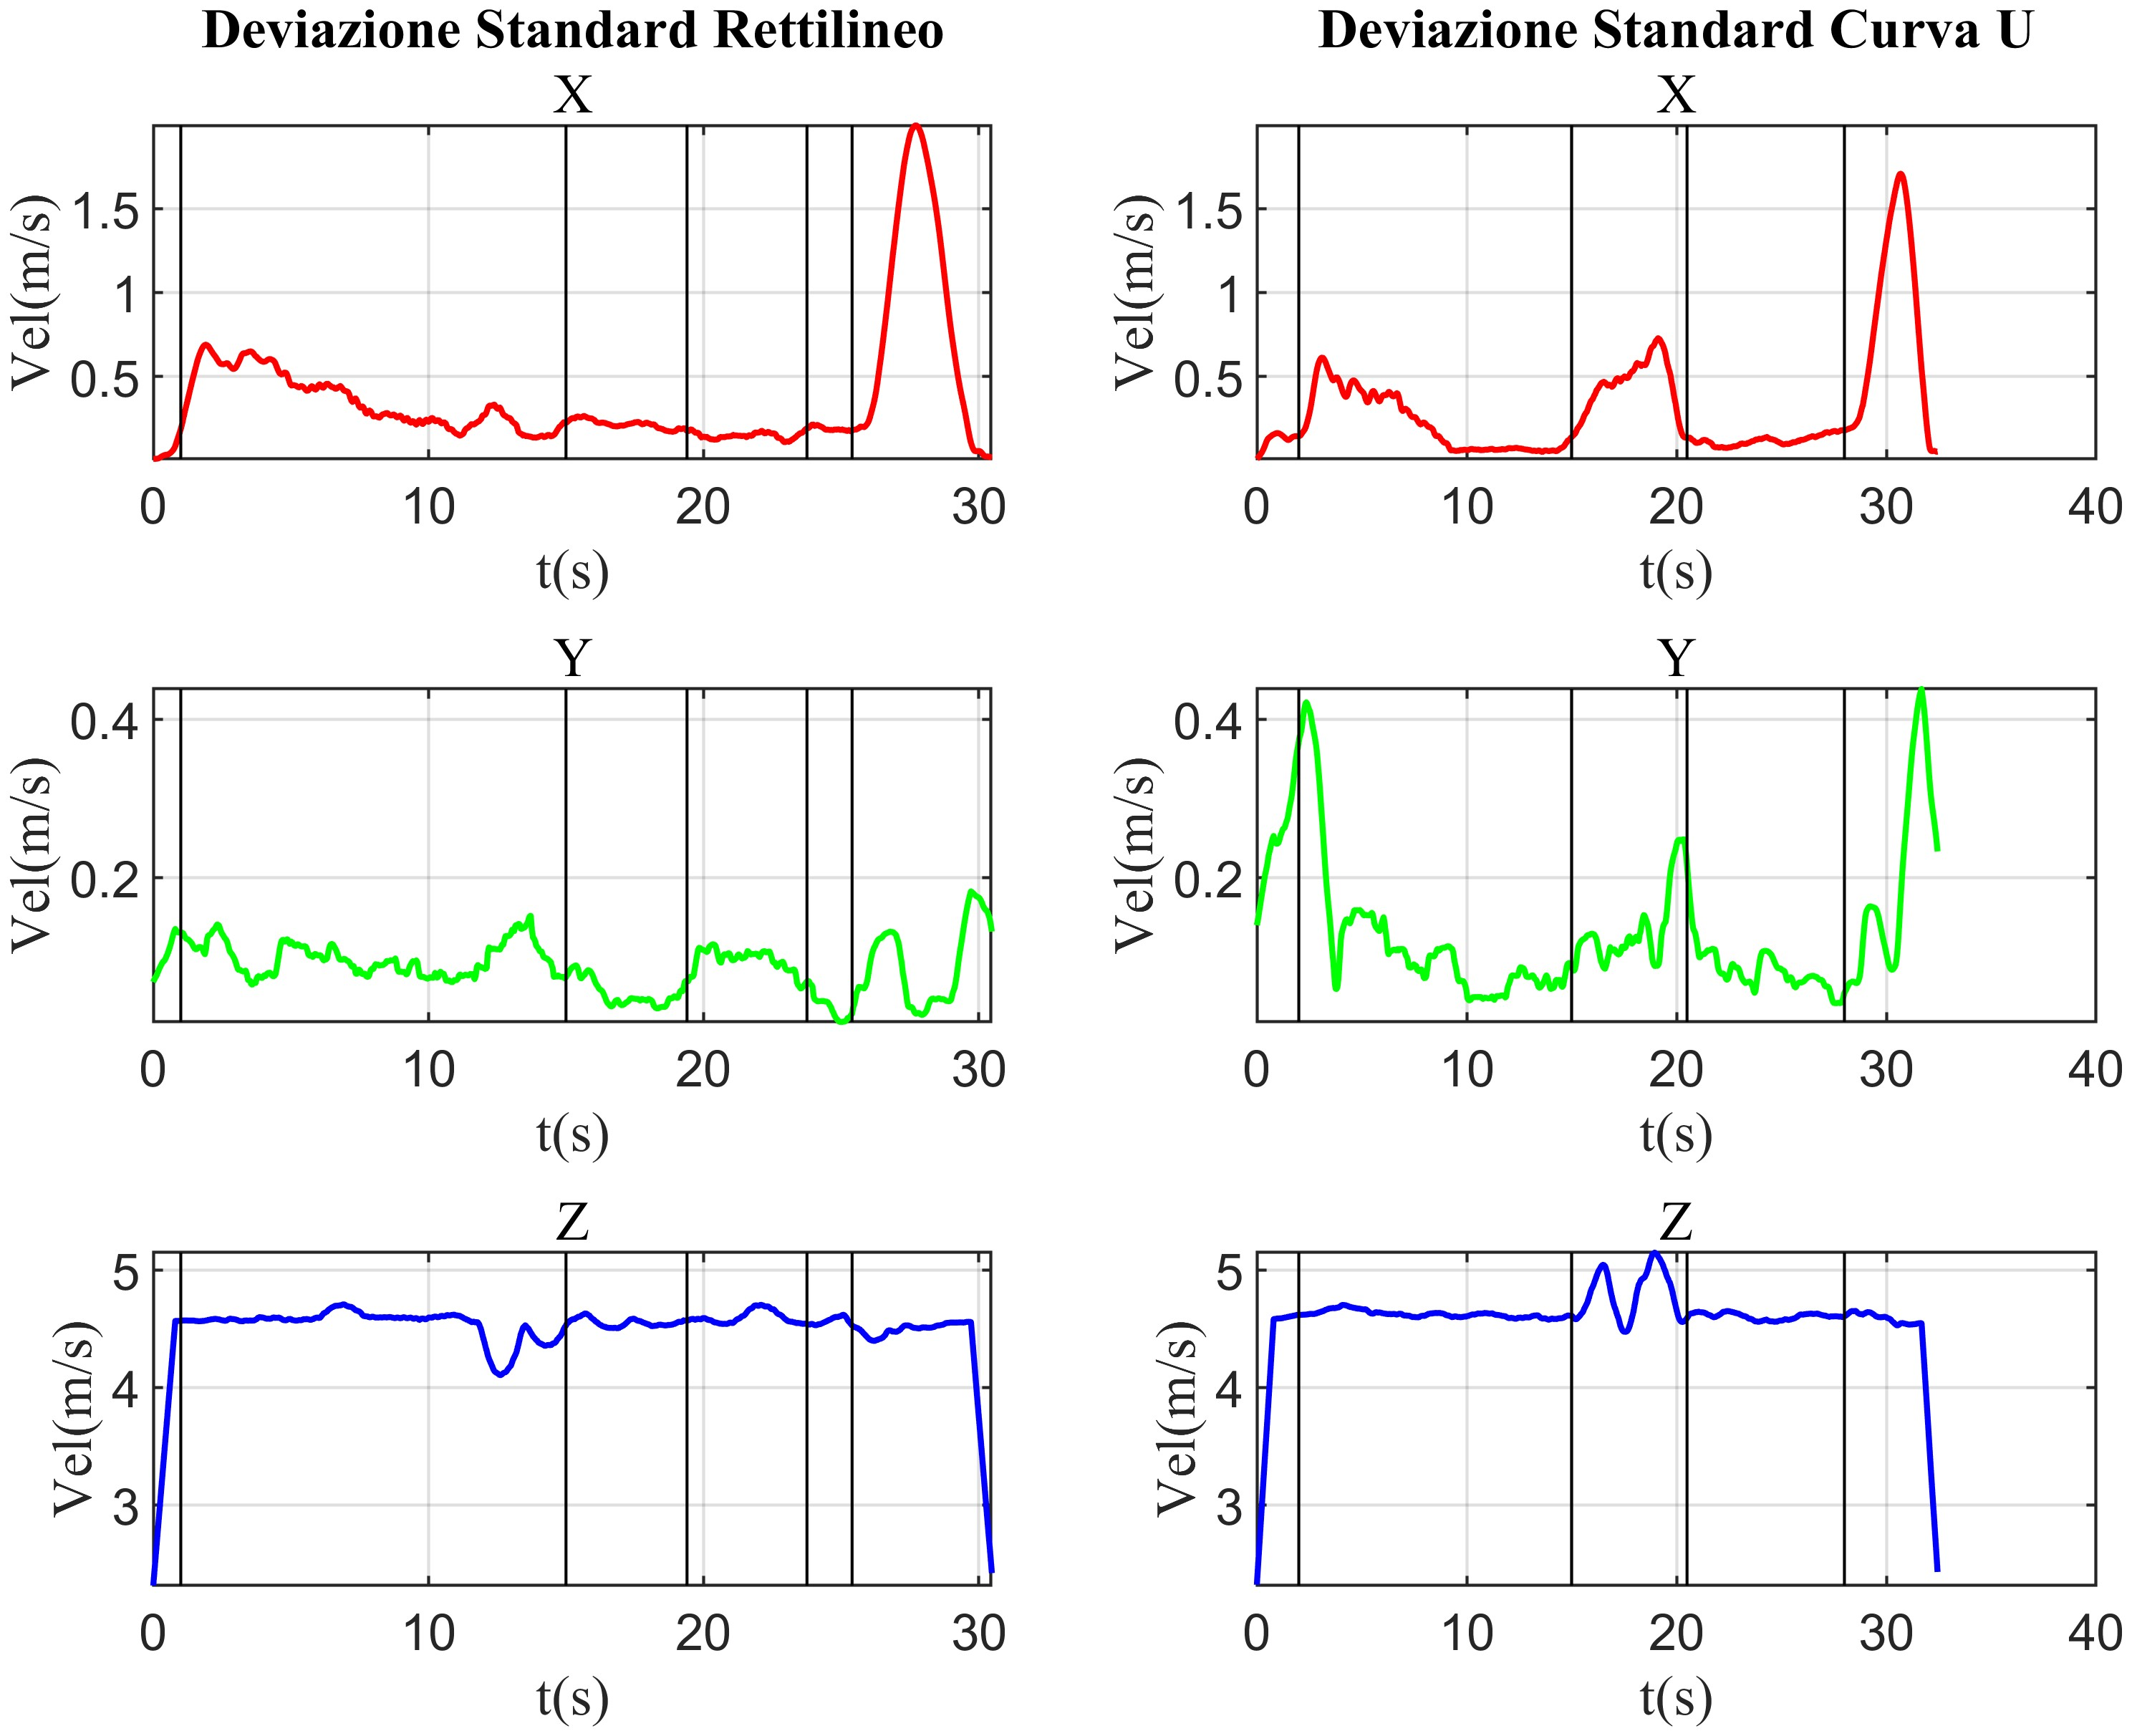 Deviazione Standard Rettilineo
X
Vel(m/s)
1.5
1
0.5
0 10 20 30
t(s)
Y
Vel(m/s)
0.4
0.2
0 10 20 30
t(s)
Z
Vel(m/s)
5
4
3
0 10 20 30
t(s)
Deviazione Standard Curva U
X
Vel(m/s)
1.5
1
0.5
0 10 20 30 40
t(s)
Y
Vel(m/s)
0.4
0.2
0 10 20 30 40
t(s)
Z
Vel(m/s)
5
4
3
0 10 20 30 40
t(s)